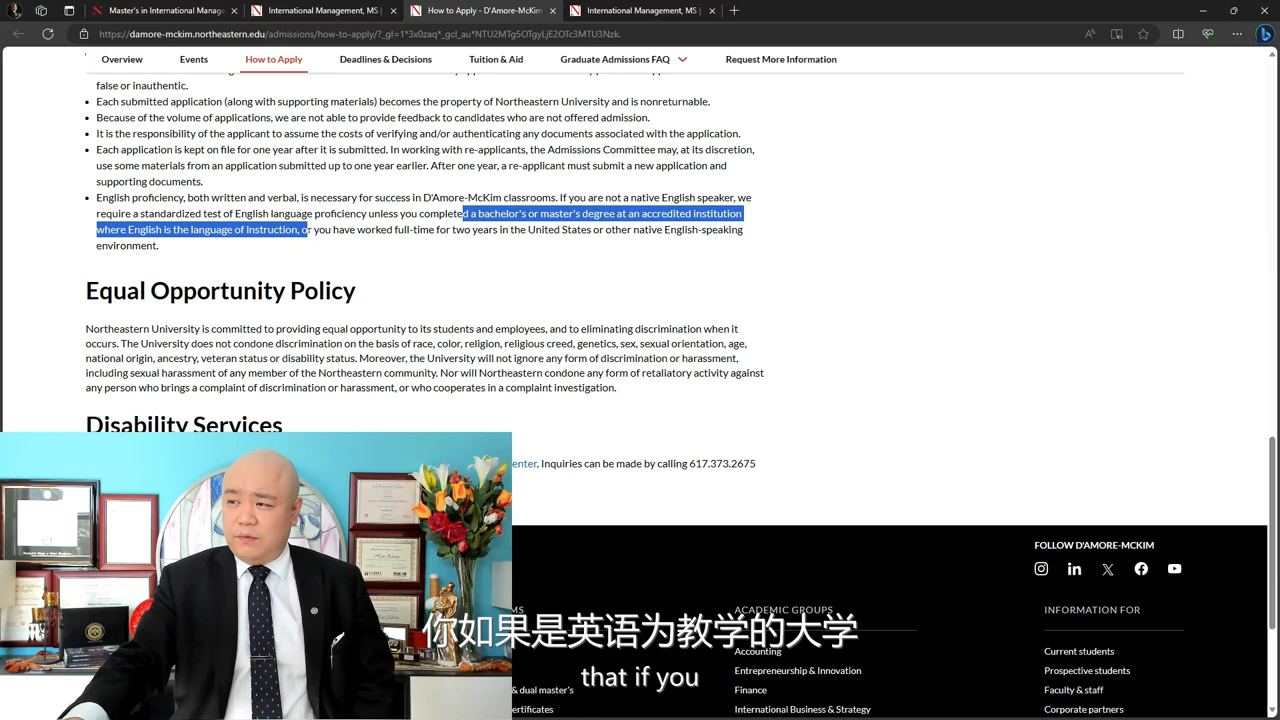 Master's in International Manage
International Management, MS |
How to Apply - D'Amore-McKim
International Management, MS |
https://damore-mckim.northeastern.edu/admissions/how-to-apply/?_gl=1*3x0zaq*_gcl_au*NTU2MTg5OTgyLjE2OTc3MTU3Nzk.
Overview
Events
How to Apply
Deadlines & Decisions
Tuition & Aid
Graduate Admissions FAQ
Request More Information
false or inauthentic.
Each submitted application (along with supporting materials) becomes the property of Northeastern University and is nonreturnable.
Because of the volume of applications, we are not able to provide feedback to candidates who are not offered admission.
It is the responsibility of the applicant to assume the costs of verifying and/or authenticating any documents associated with the application.
Each application is kept on file for one year after it is submitted. In working with re-applicants, the Admissions Committee may, at its discretion,
use some materials from an application submitted up to one year earlier. After one year, a re-applicant must submit a new application and
supporting documents.
English proficiency, both written and verbal, is necessary for success in D'Amore-McKim classrooms. If you are not a native English speaker, we
require a standardized test of English language proficiency unless you completed a bachelor's or master's degree at an accredited institution
where English is the language of instruction, or you have worked full-time for two years in the United States or other native English-speaking
environment.
Equal Opportunity Policy
Northeastern University is committed to providing equal opportunity to its students and employees, and to eliminating discrimination when it
occurs. The University does not condone discrimination on the basis of race, color, religion, religious creed, genetics, sex, sexual orientation, age,
national origin, ancestry, veteran status or disability status. Moreover, the University will not ignore any form of discrimination or harassment,
including sexual harassment of any member of the Northeastern community. Nor will Northeastern condone any form of retaliatory activity against
any person who brings a complaint of discrimination or harassment, or who cooperates in a complaint investigation.
Disability Services
enter. Inquiries can be made by calling 617.373.2675
FOLLOW D'AMORE-MCKIM
MS
ACADEMIC GROUPS
INFORMATION FOR
你如果是英语为教学的大学
that if you
Accounting
Current students
Entrepreneurship & Innovation
Prospective students
& dual master's
Finance
Faculty & staff
ertificates
International Business & Strategy
Corporate partners